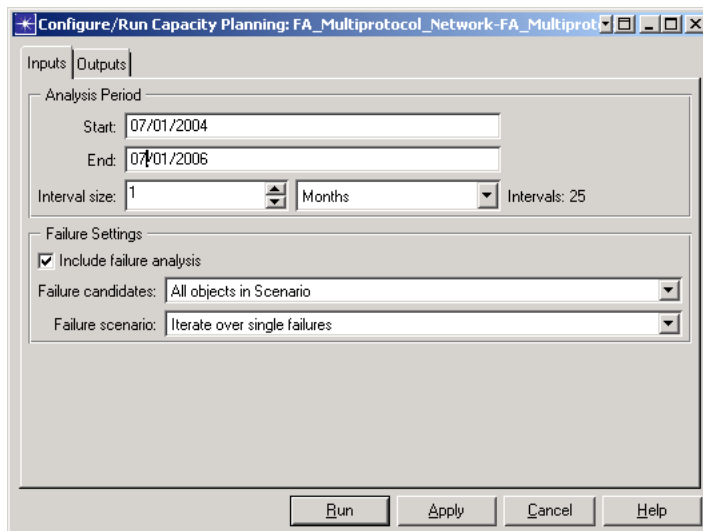 Configure/Run Capacity Planning: FA_Multiprotocol_Network-FA_Multiprot
Inputs Outputs
Analysis Period
Start: 07/01/2004
End: 07/01/2006
Interval size: 1 Months Intervals: 25
Failure Settings
Include failure analysis
Failure candidates: All objects in Scenario
Failure scenario: Iterate over single failures
Run Apply Cancel Help